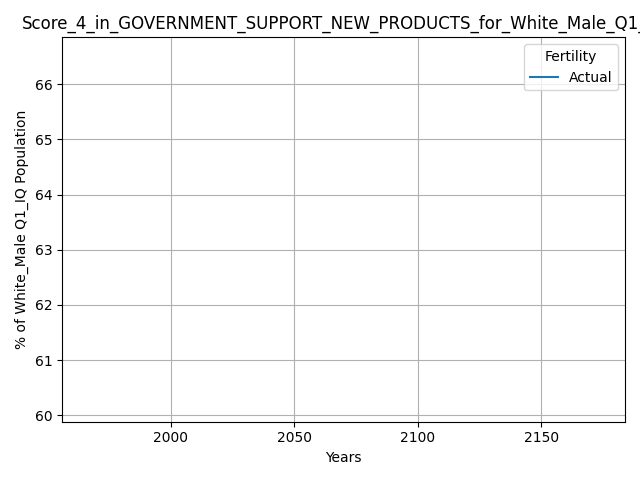 Score_4_in_GOVERNMENT_SUPPORT_NEW_PRODUCTS_for_White_Male_Q1_
Fertility
Actual
% of White_Male Q1_IQ Population
66
65
64
63
62
61
60
2000 2050 2100 2150
Years